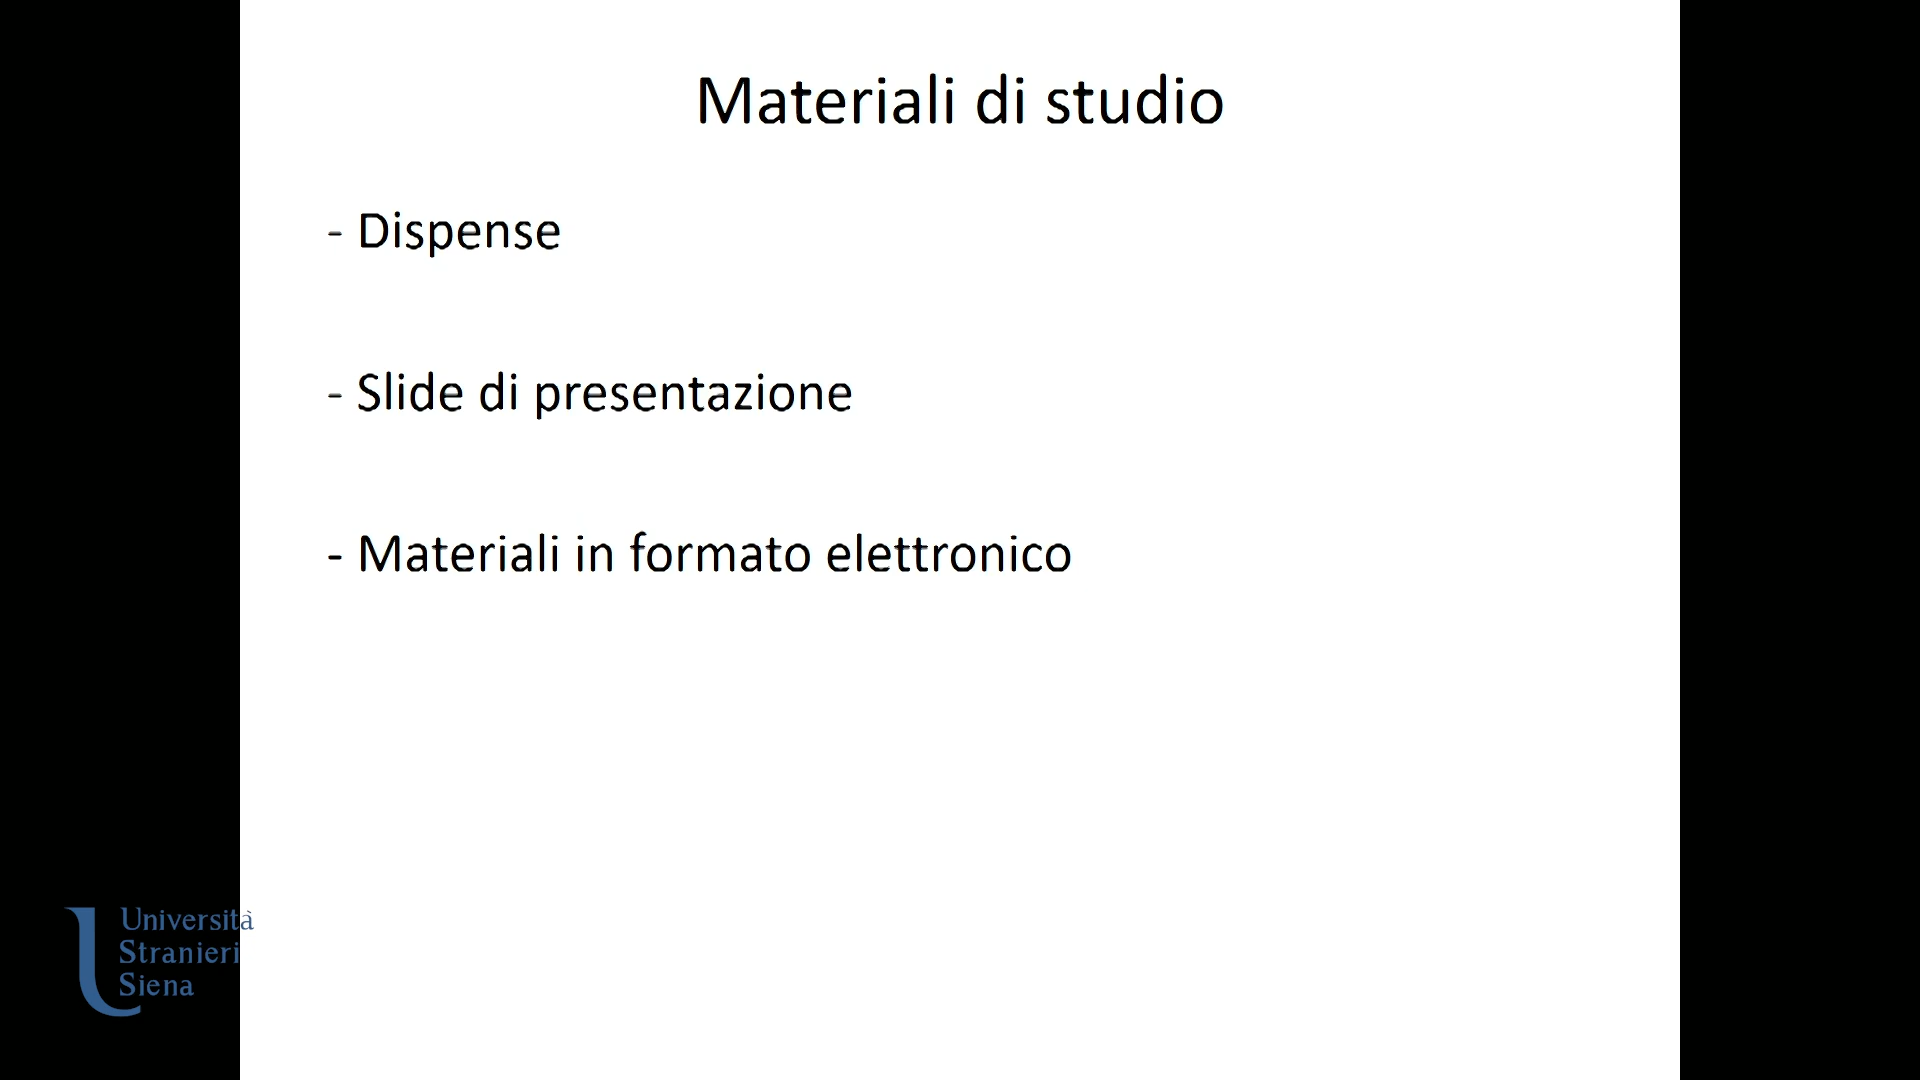 Materiali di studio
- Dispense
- Slide di presentazione
- Materiali in formato elettronico
Università
Stranieri
Siena